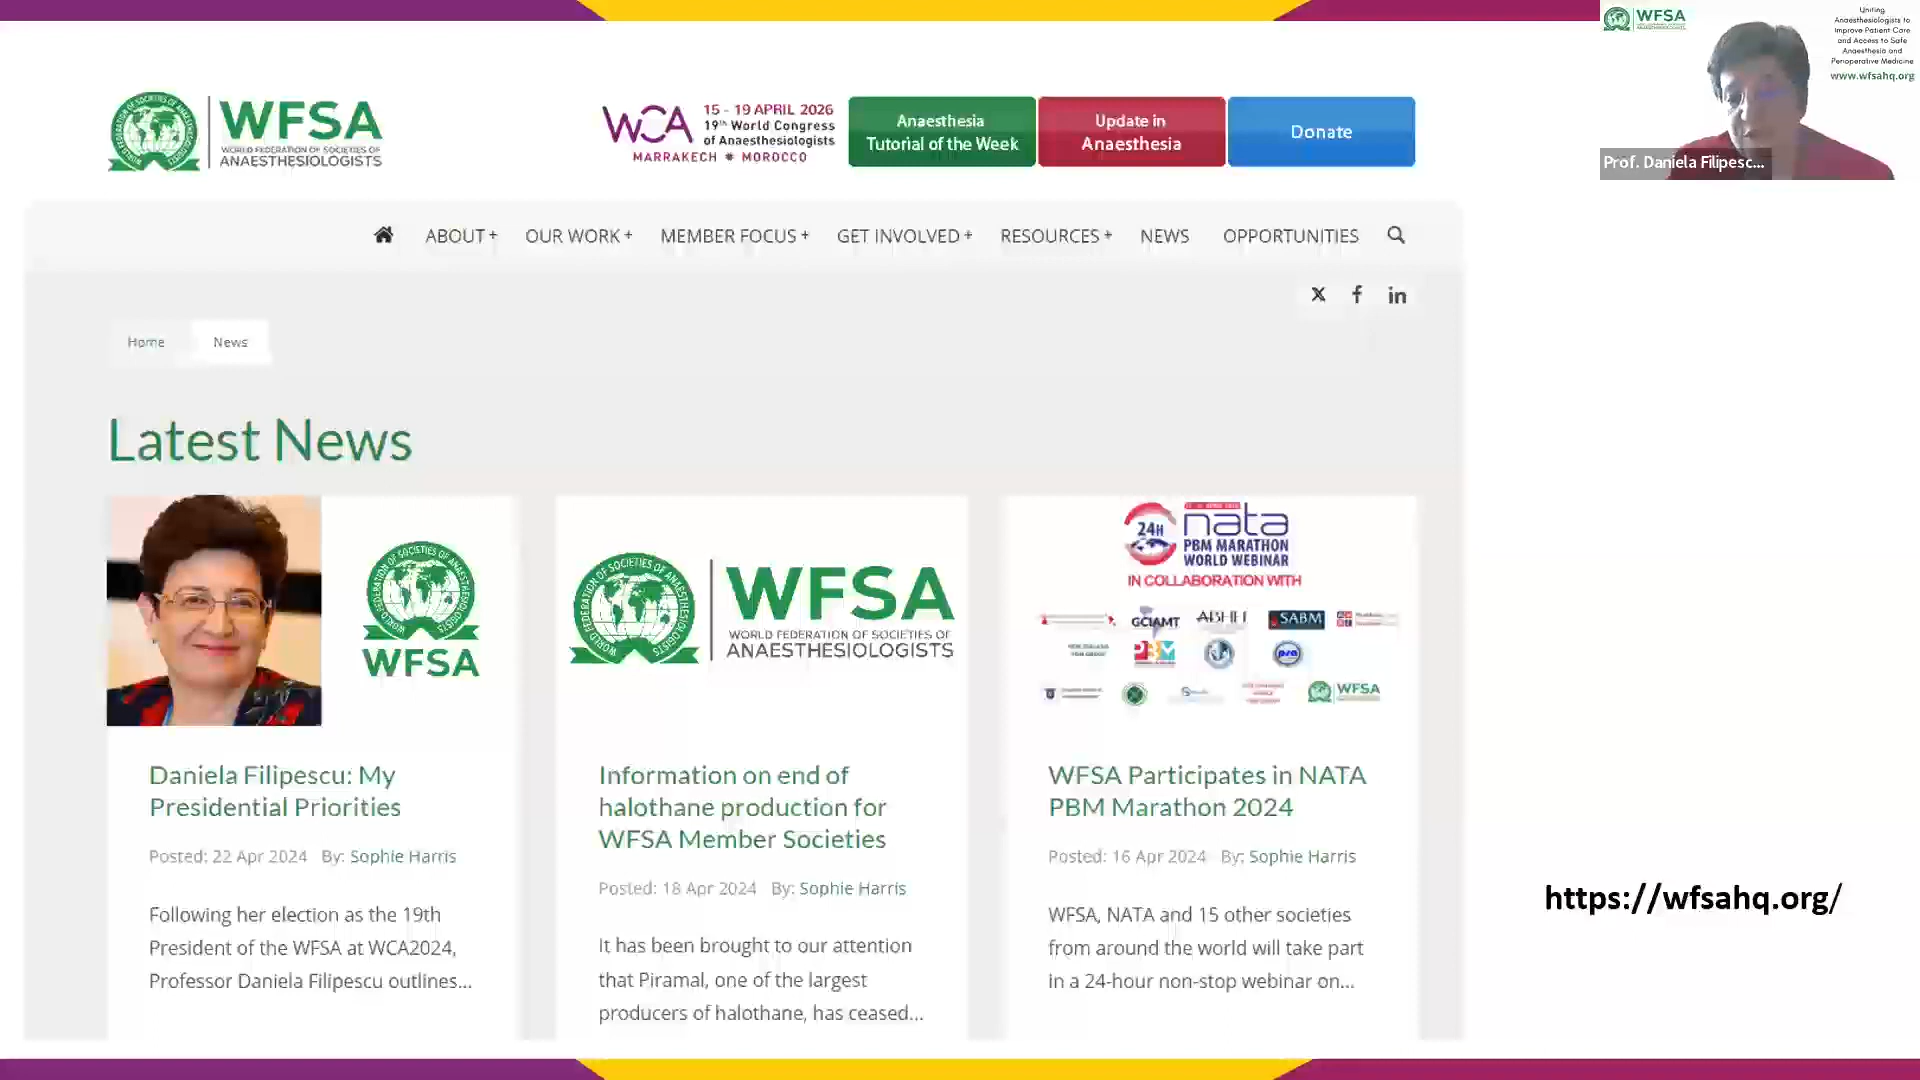 WFSA
WORLD FEDERATION OF SOCIETIES OF
ANAESTHESIOLOGISTS
WCA
15 - 19 APRIL 2026
19th World Congress
of Anaesthesiologists
MARRAKECH ✷ MOROCCO
Anaesthesia
Tutorial of the Week
Update in
Anaesthesia
Donate
WFSA
Uniting
Anaesthesiologists to
Improve Patient Care
and Access to Safe
Anaesthesia and
Perioperative Medicine
www.wfsahq.org
Prof. Daniela Filipesc...
ABOUT + OUR WORK + MEMBER FOCUS + GET INVOLVED + RESOURCES + NEWS OPPORTUNITIES
Home News
Latest News
WORLD FEDERATION OF SOCIETIES OF ANAESTHESIOLOGISTS
WFSA
Daniela Filipescu: My
Presidential Priorities
Posted: 22 Apr 2024 By: Sophie Harris
Following her election as the 19th
President of the WFSA at WCA2024,
Professor Daniela Filipescu outlines...
WFSA
WORLD FEDERATION OF SOCIETIES OF
ANAESTHESIOLOGISTS
Information on end of
halothane production for
WFSA Member Societies
Posted: 18 Apr 2024 By: Sophie Harris
It has been brought to our attention
that Piramal, one of the largest
producers of halothane, has ceased...
24H
nata
PBM MARATHON
WORLD WEBINAR
IN COLLABORATION WITH
GCIAMT
SABM
PBM
WFSA
WFSA Participates in NATA
PBM Marathon 2024
Posted: 16 Apr 2024 By: Sophie Harris
WFSA, NATA and 15 other societies
from around the world will take part
in a 24-hour non-stop webinar on...
https://wfsahq.org/